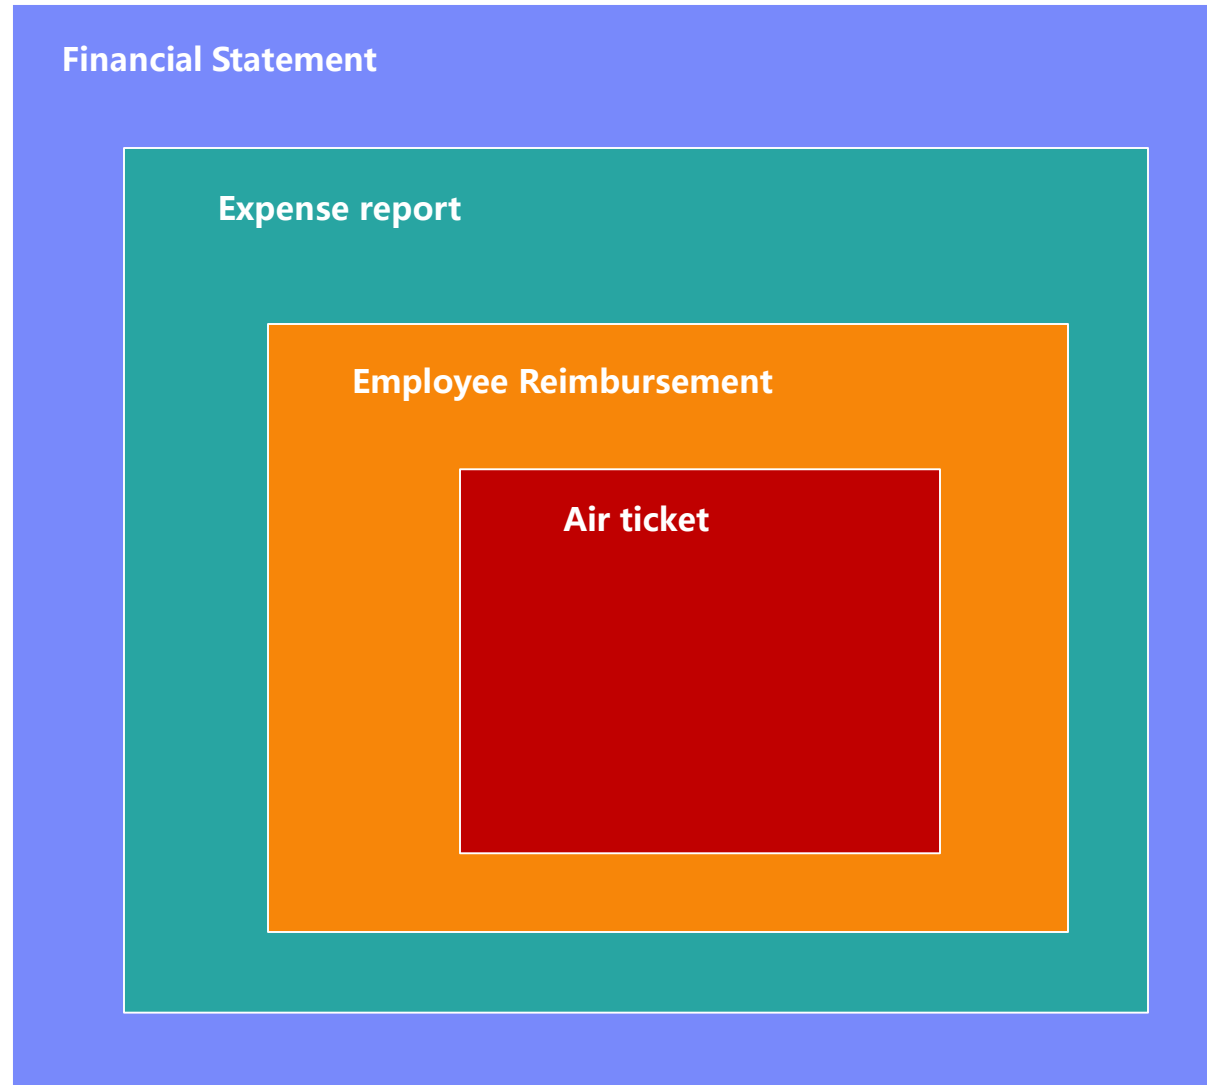 Financial Statement
Expense report
Employee Reimbursement
Air ticket